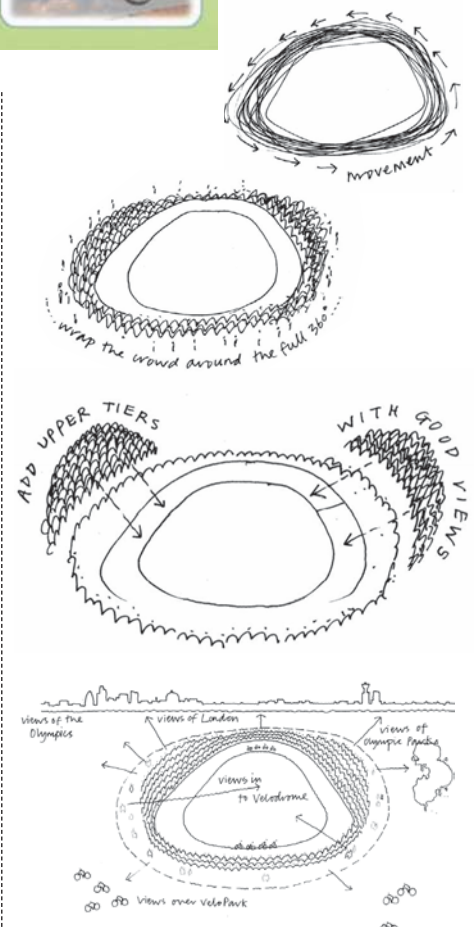 movement
wrap the crowd around the full 360°...
ADD UPPER TIERS
WITH GOOD VIEWS
views of the
Olympics
views of London
views of
Olympic
views in
to Velodrome
views over VeloPark